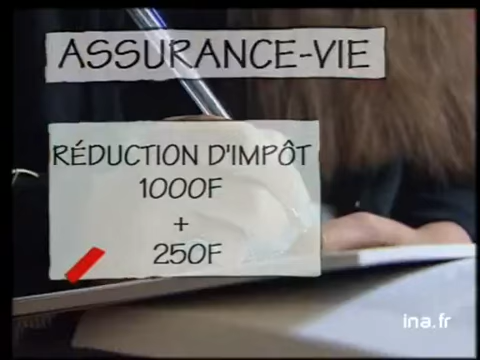 ASSURANCE-VIE
RÉDUCTION D'IMPÔT
1000F
+
250F
ina.fr